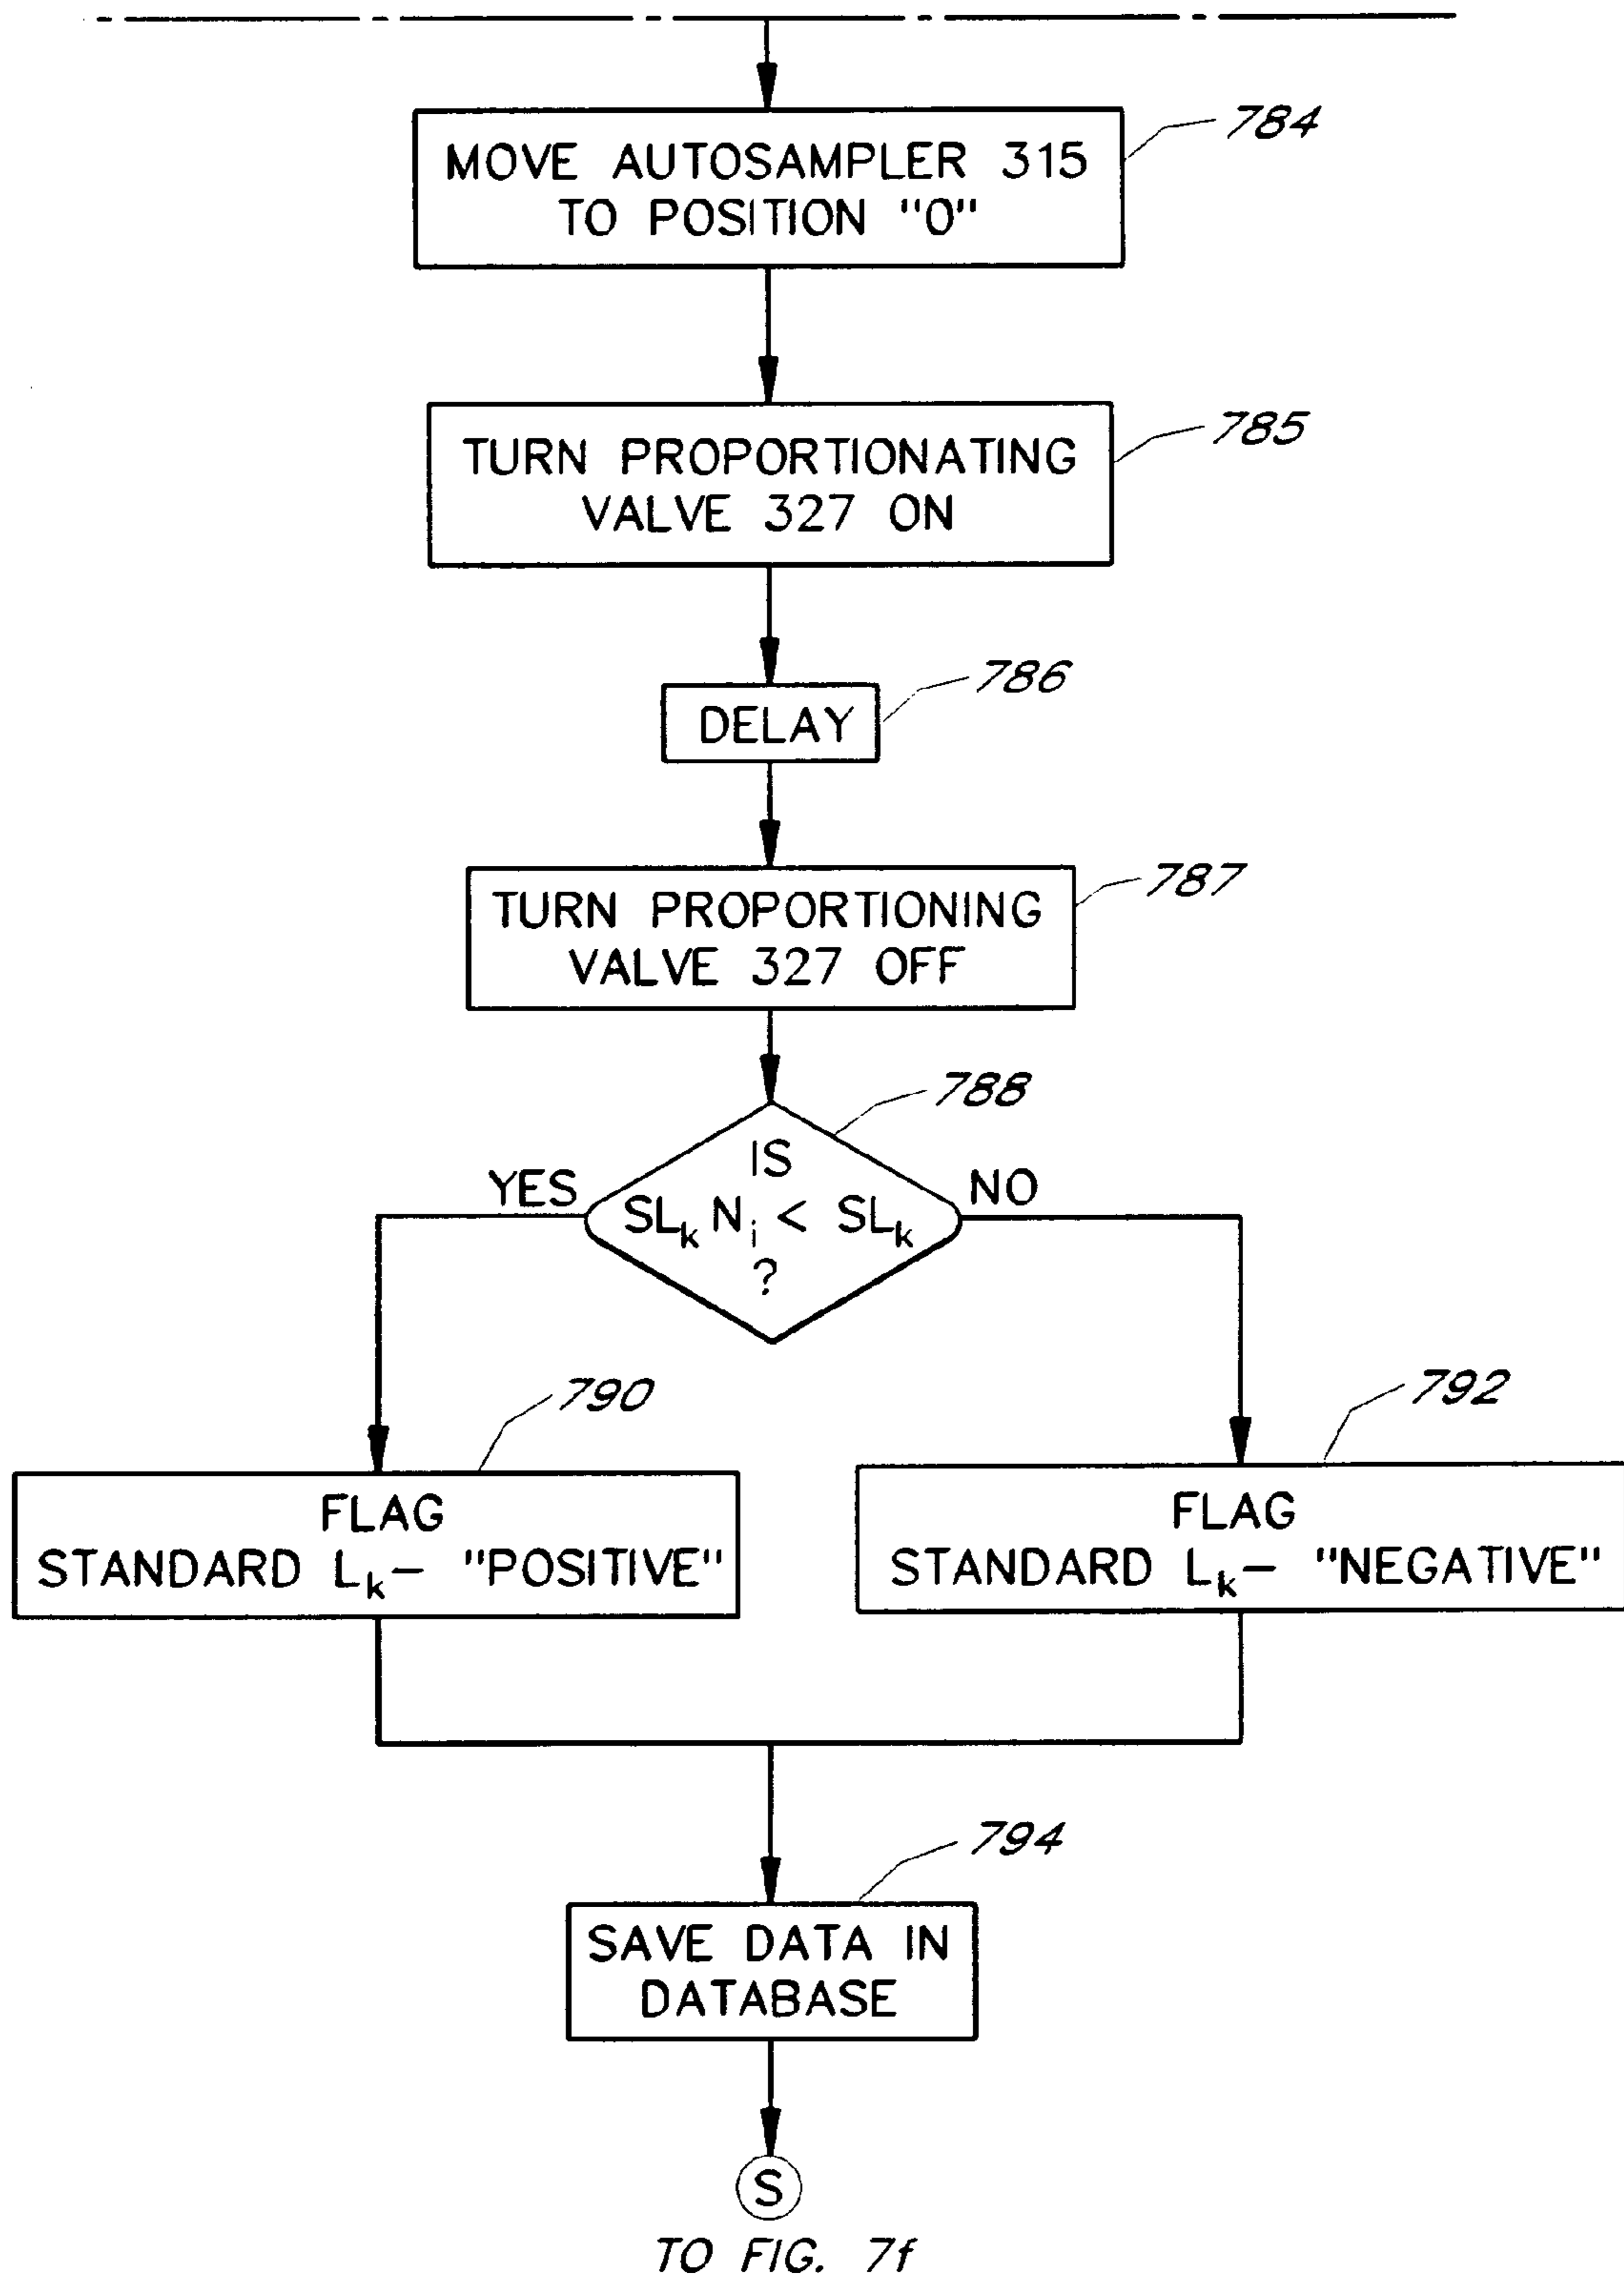 784
MOVE AUTOSAMPLER 315
TO POSITION "0"
785
TURN PROPORTIONATING
VALVE 327 ON
786
DELAY
787
TURN PROPORTIONING
VALVE 327 OFF
788
YES
IS
SLₖ Nᵢ < SLₖ
?
NO
790
FLAG
STANDARD Lₖ– "POSITIVE"
792
FLAG
STANDARD Lₖ– "NEGATIVE"
794
SAVE DATA IN
DATABASE
S
TO FIG. 7f